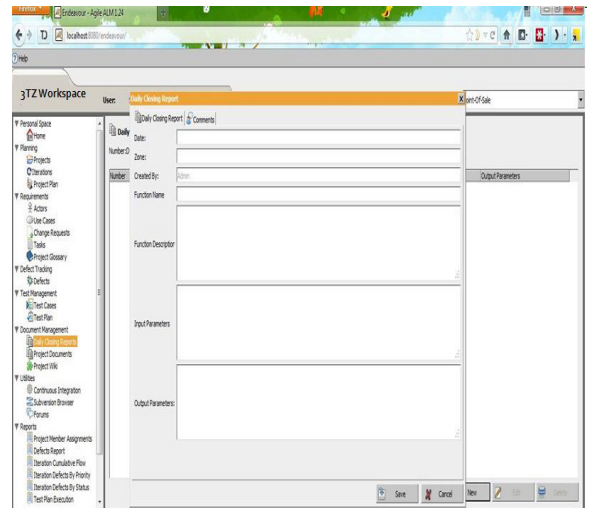 Firefox
Endeavour - Agile ALM 1.24
localhost:8080/endeavour/
Help
3TZ Workspace
User:
Point-Of-Sale
Personal Space
Home
Planning
Projects
Iterations
Project Plan
Requirements
Actors
Use Cases
Change Requests
Tasks
Project Glossary
Defect Tracking
Defects
Test Management
Test Cases
Test Plan
Document Management
Daily Closing Reports
Project Documents
Project Wiki
Utilities
Continuous Integration
Subversion Browser
Forums
Reports
Project Member Assignments
Defects Report
Iteration Cumulative Flow
Iteration Defects By Priority
Iteration Defects By Status
Test Plan Execution
Daily
Number:D
Number
Output Parameters
Daily Closing Report
X
Daily Closing Report
Comments
Date:
Zone:
Created By:
Admin
Function Name
Function Description
Input Parameters
Output Parameters:
Save
Cancel
New
Edit
Delete